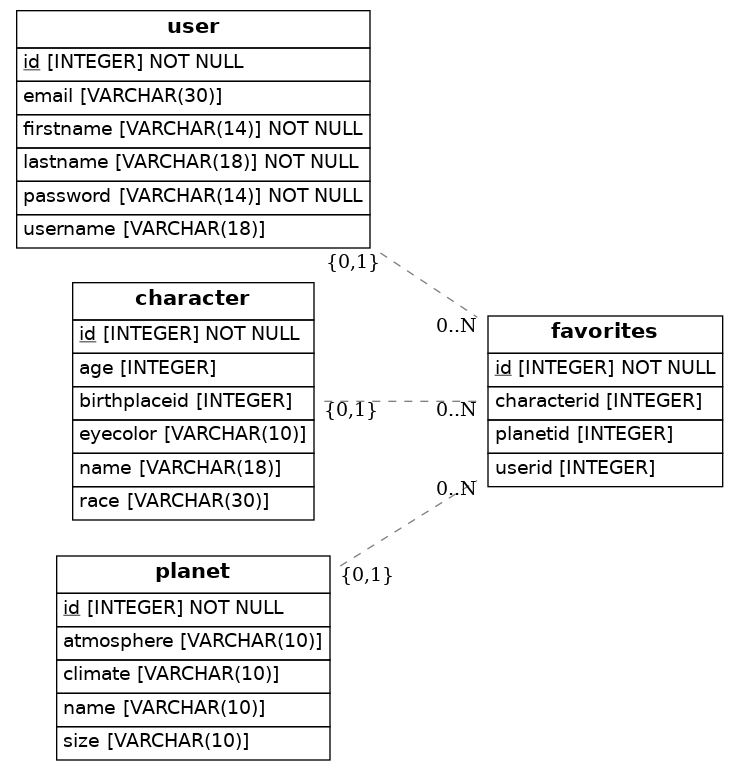 user
id [INTEGER] NOT NULL
email [VARCHAR(30)]
firstname [VARCHAR(14)] NOT NULL
lastname [VARCHAR(18)] NOT NULL
password [VARCHAR(14)] NOT NULL
username [VARCHAR(18)]
{0,1}
0..N
character
id [INTEGER] NOT NULL
age [INTEGER]
birthplaceid [INTEGER]
eyecolor [VARCHAR(10)]
name [VARCHAR(18)]
race [VARCHAR(30)]
{0,1}
0..N
favorites
id [INTEGER] NOT NULL
characterid [INTEGER]
planetid [INTEGER]
userid [INTEGER]
0..N
{0,1}
planet
id [INTEGER] NOT NULL
atmosphere [VARCHAR(10)]
climate [VARCHAR(10)]
name [VARCHAR(10)]
size [VARCHAR(10)]